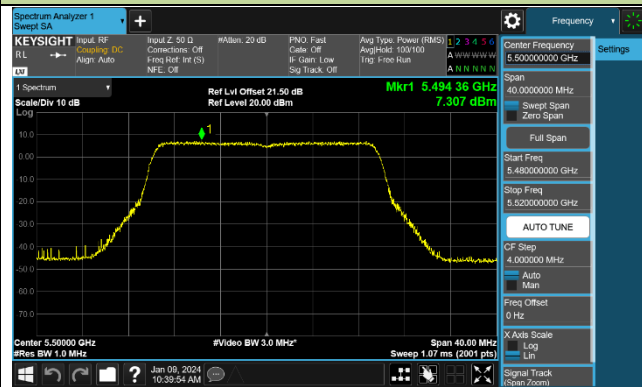 Spectrum Analyzer 1
Swept SA
Frequency
KEYSIGHT
Input: RF
Coupling: DC
Align: Auto
Input Z: 50 Ω
Corrections: Off
Freq Ref: Int (S)
NFE: Off
#Atten: 20 dB
PNO: Fast
Gate: Off
IF Gain: Low
Sig Track: Off
Avg Type: Power (RMS)
Avg|Hold: 100/100
Trig: Free Run
1 2 3 4 5 6
A W W W W W
A N N N N N
RL
LXI
1 Spectrum
Scale/Div 10 dB
Log
Ref Lvl Offset 21.50 dB
Ref Level 20.00 dBm
Mkr1 5.494 36 GHz
7.307 dBm
1
10.0
0.00
-10.0
-20.0
-30.0
-40.0
-50.0
-60.0
-70.0
Center 5.50000 GHz
#Res BW 1.0 MHz
#Video BW 3.0 MHz*
Span 40.00 MHz
Sweep 1.07 ms (2001 pts)
Jan 09, 2024
10:39:54 AM
Center Frequency
5.500000000 GHz
Settings
Span
40.0000000 MHz
Swept Span
Zero Span
Full Span
Start Freq
5.480000000 GHz
Stop Freq
5.520000000 GHz
AUTO TUNE
CF Step
4.000000 MHz
Auto
Man
Freq Offset
0 Hz
X Axis Scale
Log
Lin
Signal Track
(Span Zoom)